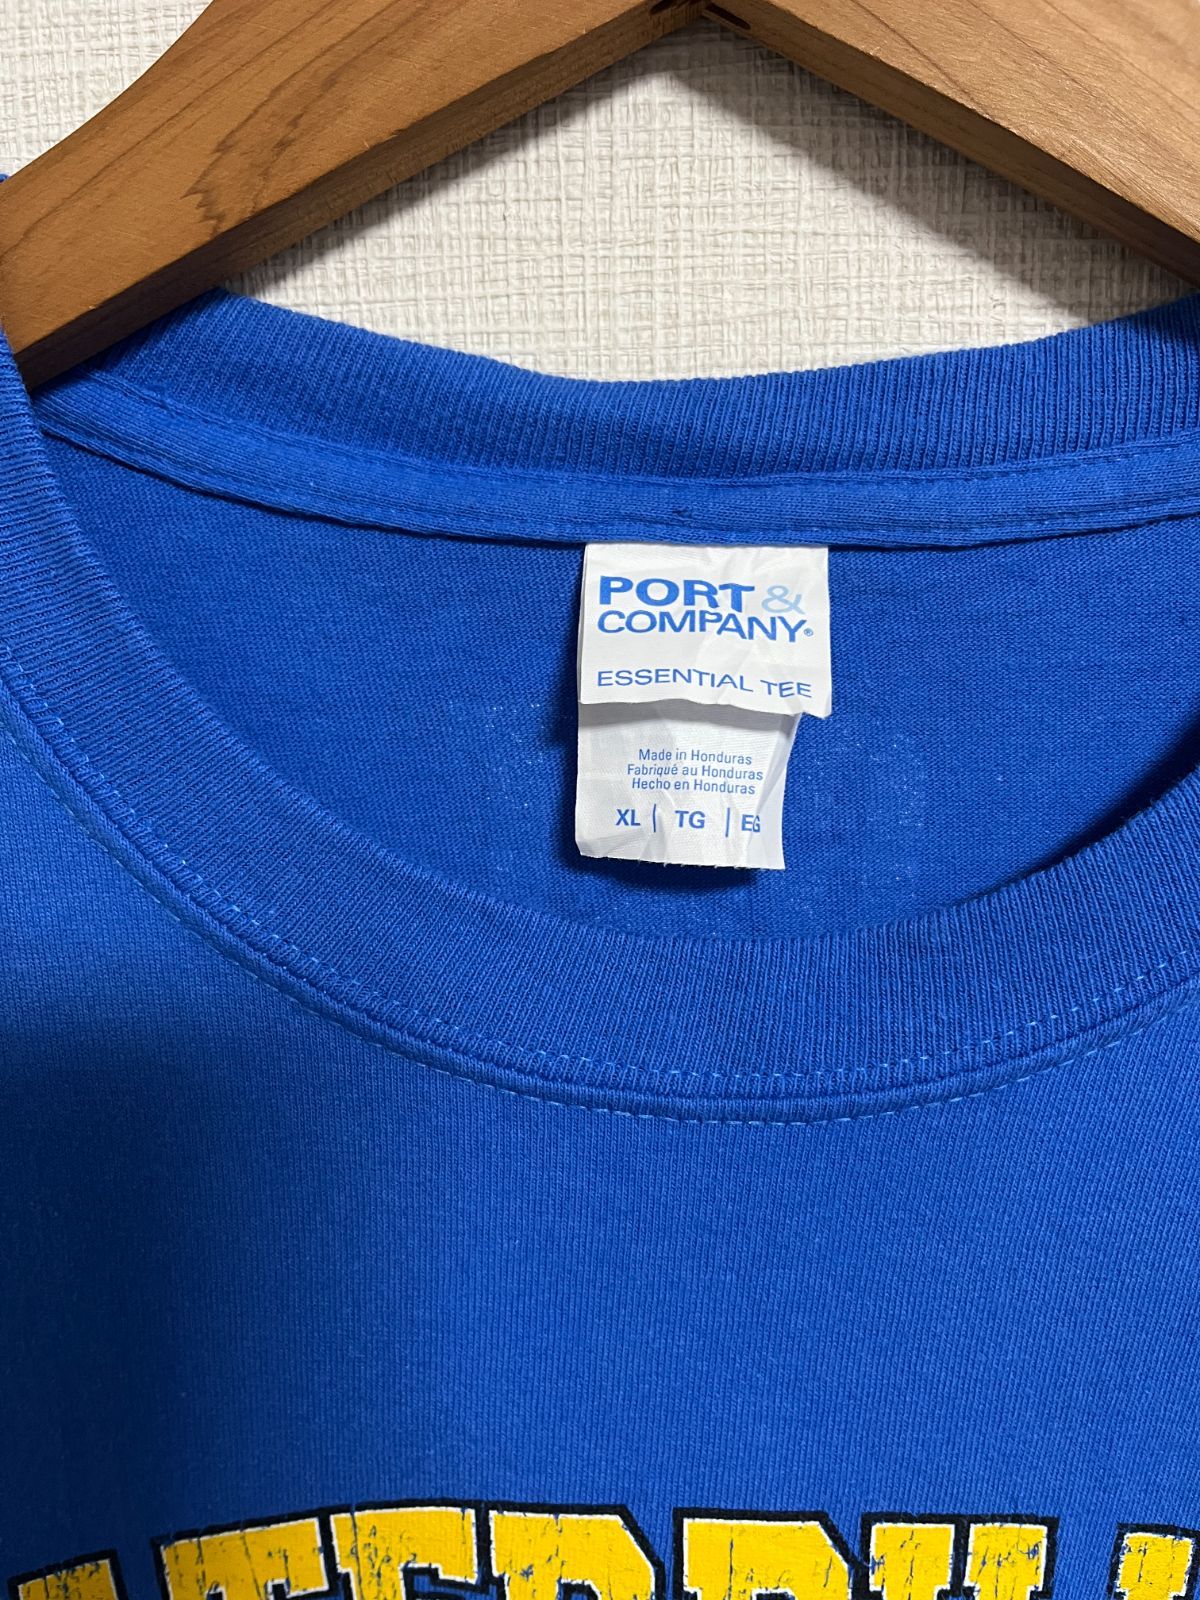 PORT &
COMPANY®
ESSENTIAL TEE
Made in Honduras
Fabriqué au Honduras
Hecho en Honduras
XL | TG | EG